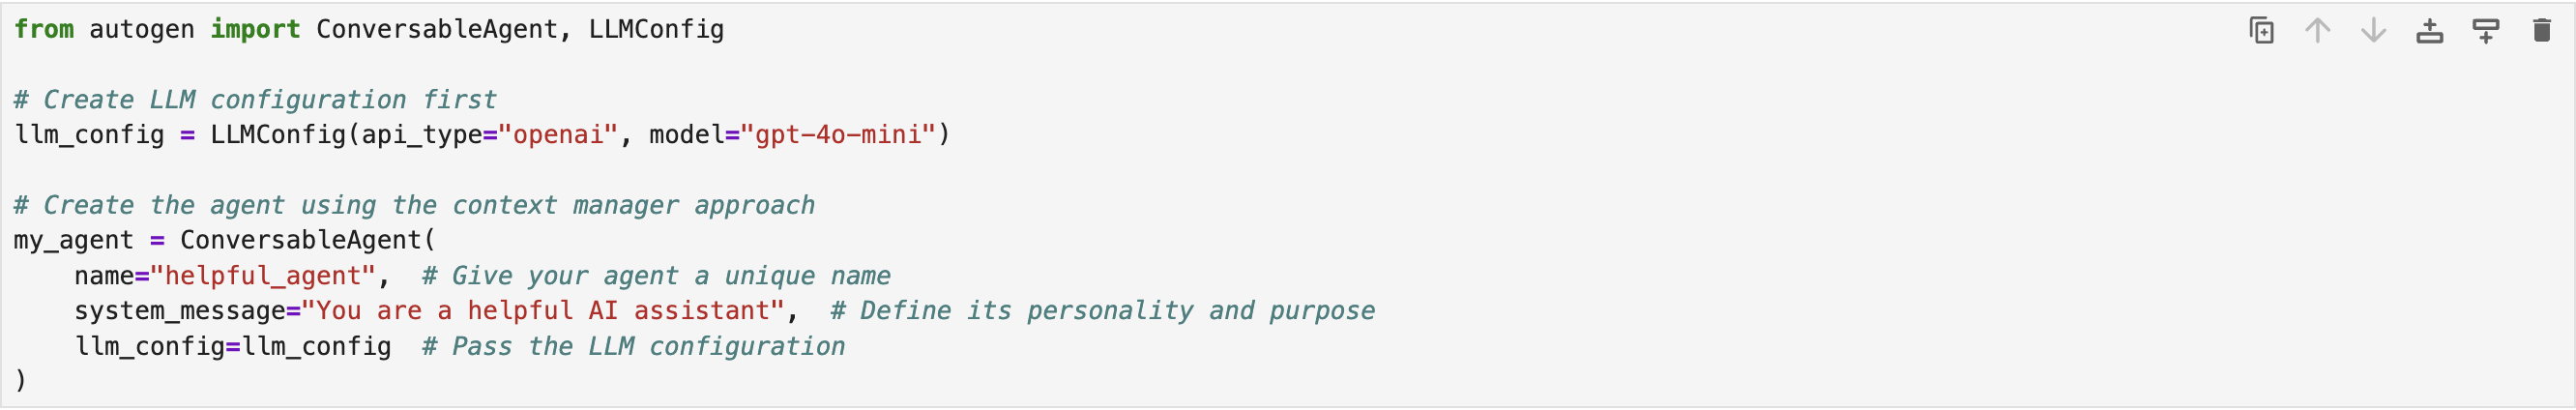 from autogen import ConversableAgent, LLMConfig
# Create LLM configuration first
llm_config = LLMConfig(api_type="openai", model="gpt-4o-mini")
# Create the agent using the context manager approach
my_agent = ConversableAgent(
    name="helpful_agent",  # Give your agent a unique name
    system_message="You are a helpful AI assistant",  # Define its personality and purpose
    llm_config=llm_config  # Pass the LLM configuration
)